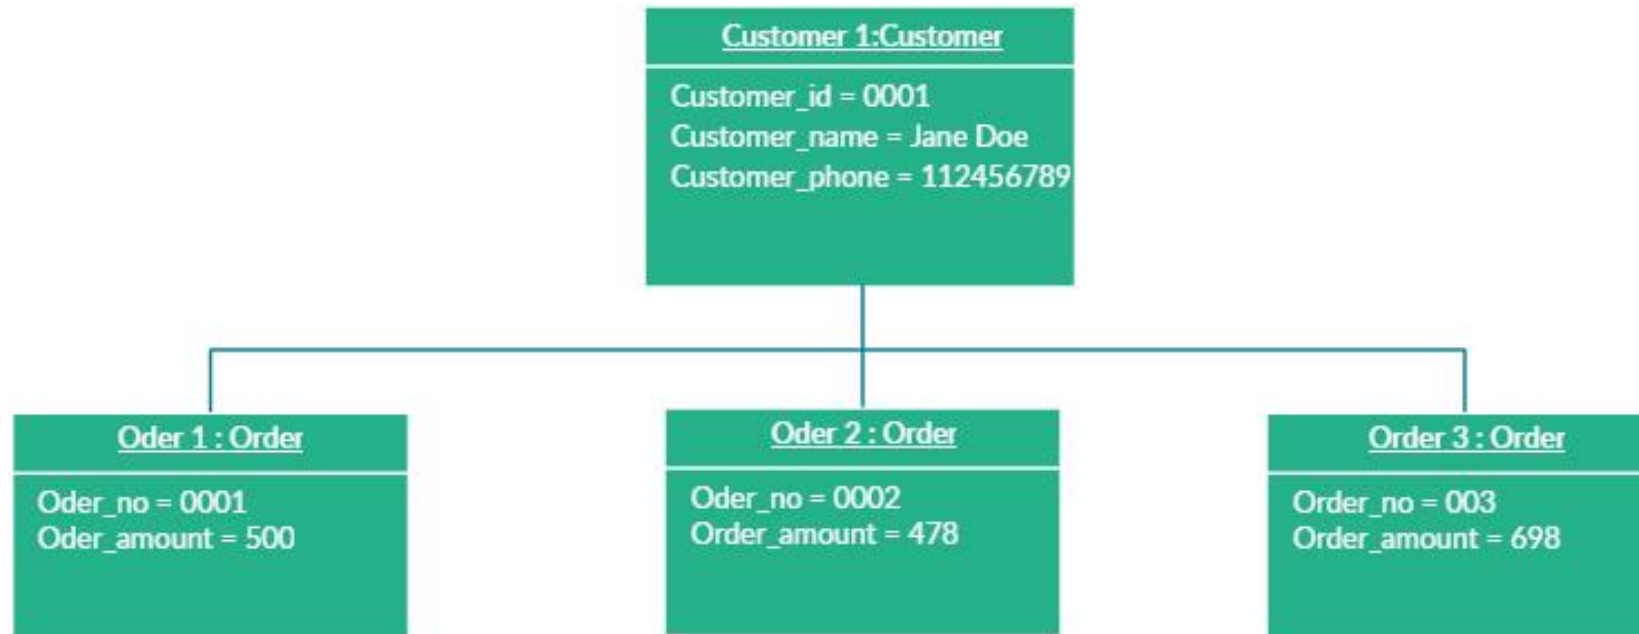 Customer 1:Customer
Customer_id = 0001
Customer_name = Jane Doe
Customer_phone = 112456789
Oder 1 : Order
Oder_no = 0001
Oder_amount = 500
Oder 2 : Order
Oder_no = 0002
Order_amount = 478
Order 3 : Order
Order_no = 003
Order_amount = 698